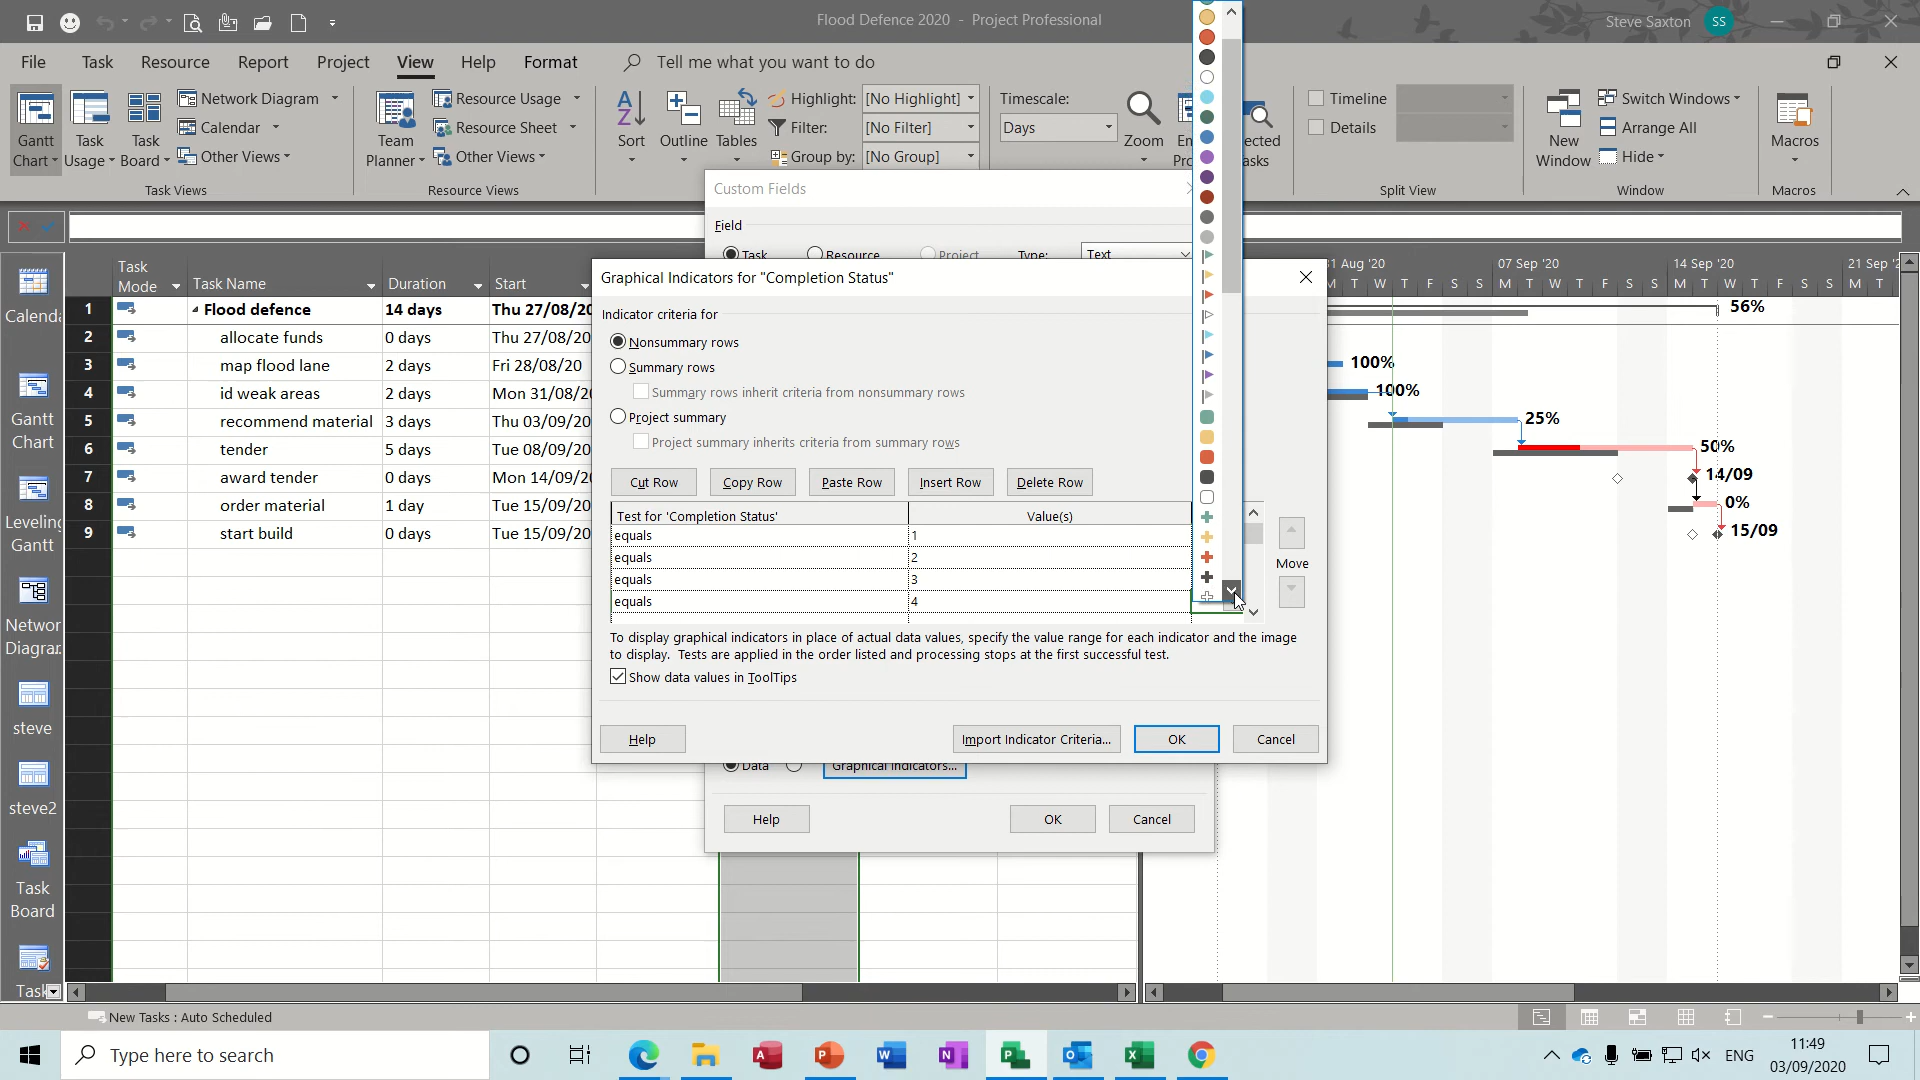 Flood Defence 2020 - Project Professional
Steve Saxton
SS
File Task Resource Report Project View Help Format Tell me what you want to do
Gantt Chart
Task Usage
Task Board
Network Diagram
Calendar
Other Views
Task Views
Team Planner
Resource Usage
Resource Sheet
Other Views
Resource Views
Sort
Outline
Tables
Highlight: [No Highlight]
Filter: [No Filter]
Group by: [No Group]
Timescale:
Days
Zoom
Timeline
Details
Split View
New Window
Switch Windows
Arrange All
Hide
Window
Macros
Macros
Custom Fields
Field
Task Resource Project Type: Text
Task Mode Task Name Duration Start
1 Flood defence 14 days Thu 27/08/20
2 allocate funds 0 days Thu 27/08/20
3 map flood lane 2 days Fri 28/08/20
4 id weak areas 2 days Mon 31/08/20
5 recommend material 3 days Thu 03/09/20
6 tender 5 days Tue 08/09/20
7 award tender 0 days Mon 14/09/20
8 order material 1 day Tue 15/09/20
9 start build 0 days Tue 15/09/20
Graphical Indicators for "Completion Status"
Indicator criteria for
Nonsummary rows
Summary rows
Summary rows inherit criteria from nonsummary rows
Project summary
Project summary inherits criteria from summary rows
Cut Row Copy Row Paste Row Insert Row Delete Row
Test for 'Completion Status' Value(s)
equals 1
equals 2
equals 3
equals 4
Move
To display graphical indicators in place of actual data values, specify the value range for each indicator and the image
to display. Tests are applied in the order listed and processing stops at the first successful test.
Show data values in ToolTips
Help Import Indicator Criteria... OK Cancel
Data Graphical Indicators...
Help OK Cancel
31 Aug '20 07 Sep '20 14 Sep '20 21 Sep '2
M T W T F S S M T W T F S S M T W T F S S M T
56%
100%
100%
25%
50%
14/09
0%
15/09
Calenda
Gantt Chart
Leveling Gantt
Networ Diagram
steve
steve2
Task Board
Task
New Tasks : Auto Scheduled
Type here to search
ENG
11:49
03/09/2020